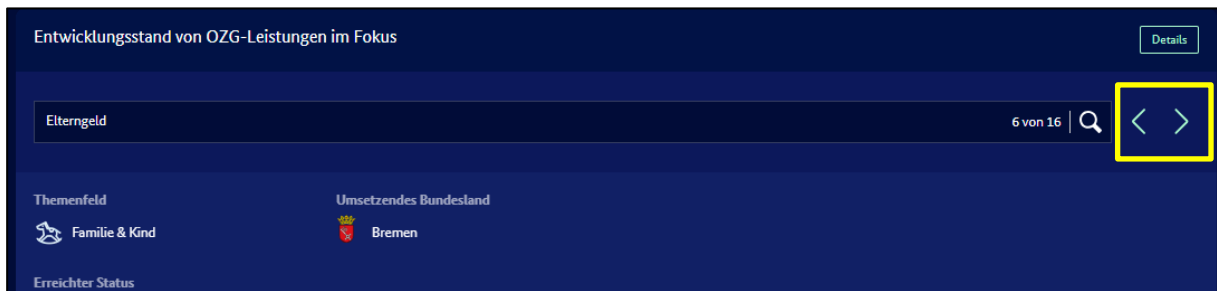 Entwicklungsstand von OZG-Leistungen im Fokus
Details
Elterngeld
6 von 16
Themenfeld
Umsetzendes Bundesland
Familie & Kind
Bremen
Erreichter Status